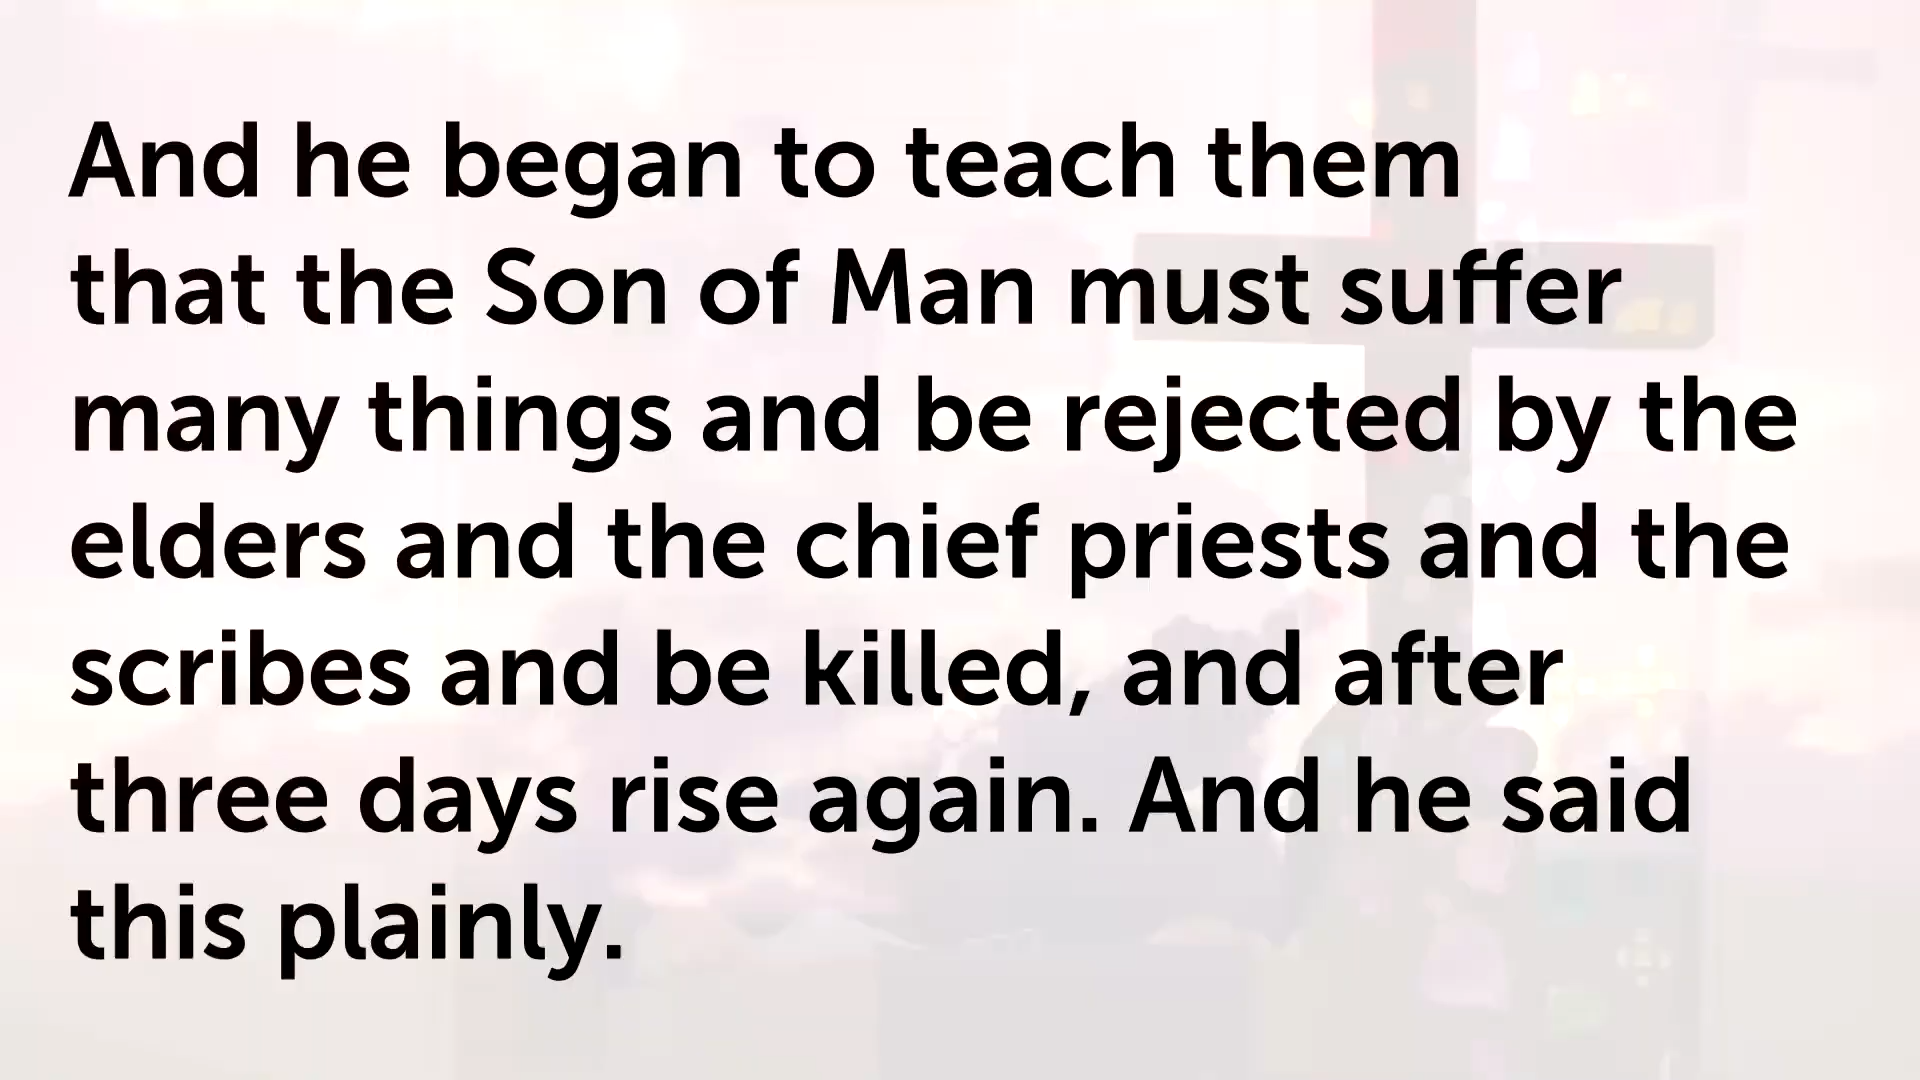 And he began to teach them
that the Son of Man must suffer
many things and be rejected by the
elders and the chief priests and the
scribes and be killed, and after
three days rise again. And he said
this plainly.